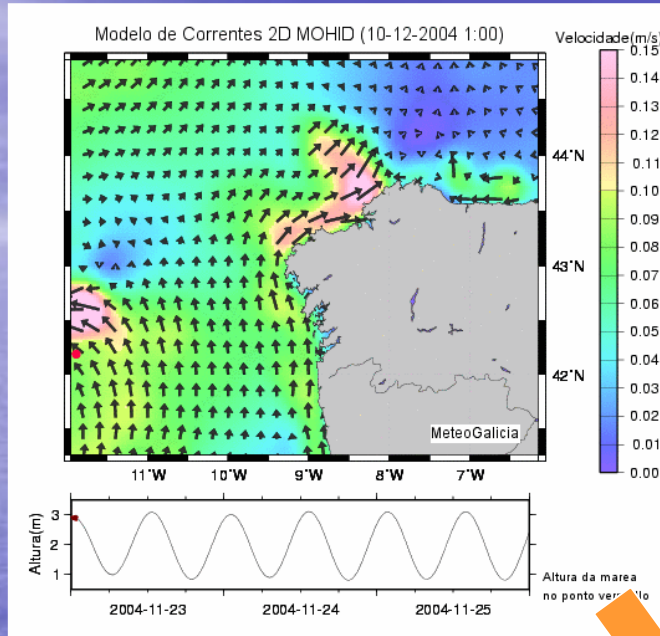 Modelo de Correntes 2D MOHID (10-12-2004 1:00)
Velocidade(m/s)
0.15
0.14
0.13
0.12
0.11
0.10
0.09
0.08
0.07
0.06
0.05
0.04
0.03
0.02
0.01
0.00
44°N
43°N
42°N
MeteoGalicia
11°W 10°W 9°W 8°W 7°W
Altura(m)
3
2
1
2004-11-23 2004-11-24 2004-11-25
Altura da marea
no ponto